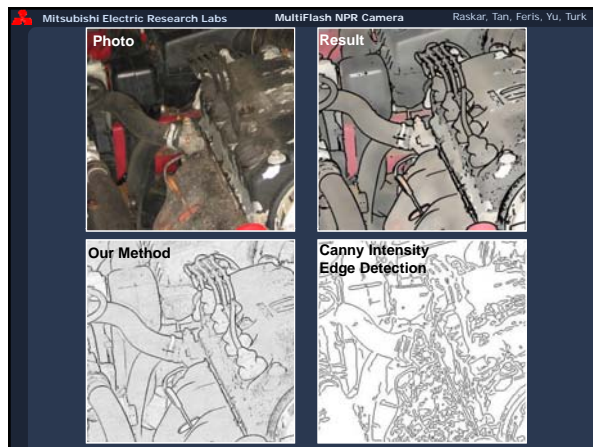 Mitsubishi Electric Research Labs MultiFlash NPR Camera Raskar, Tan, Feris, Yu, Turk
Photo
Result
Our Method
Canny Intensity
Edge Detection